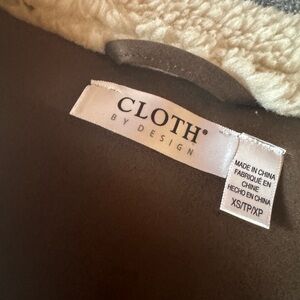 CLOTH®
BY DESIGN
MADE IN CHINA
FABRIQUÉ EN
CHINE
HECHO EN CHINA
XS/TP/XP